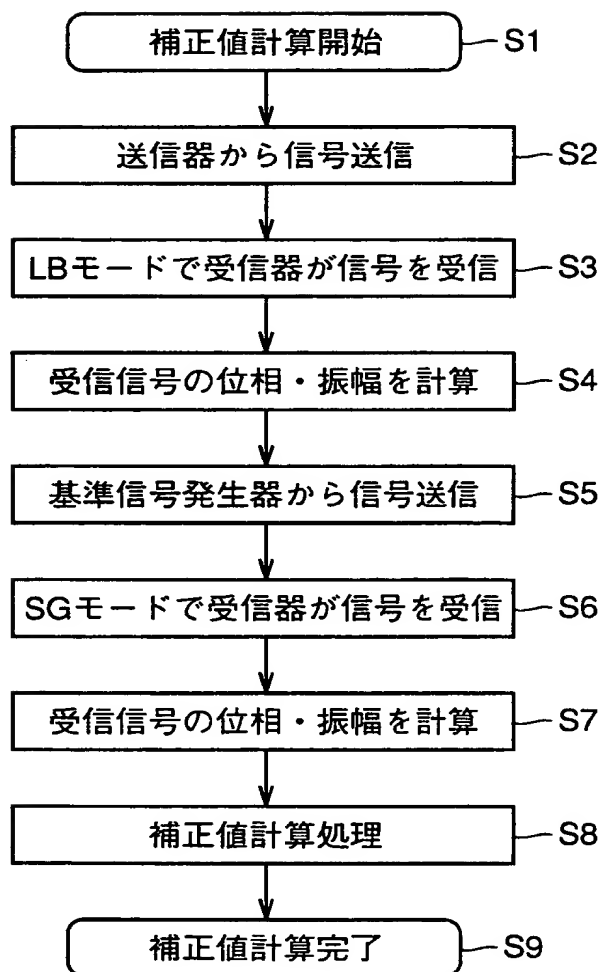 補正値計算開始 S1
送信器から信号送信 S2
LBモードで受信器が信号を受信 S3
受信信号の位相・振幅を計算 S4
基準信号発生器から信号送信 S5
SGモードで受信器が信号を受信 S6
受信信号の位相・振幅を計算 S7
補正値計算処理 S8
補正値計算完了 S9